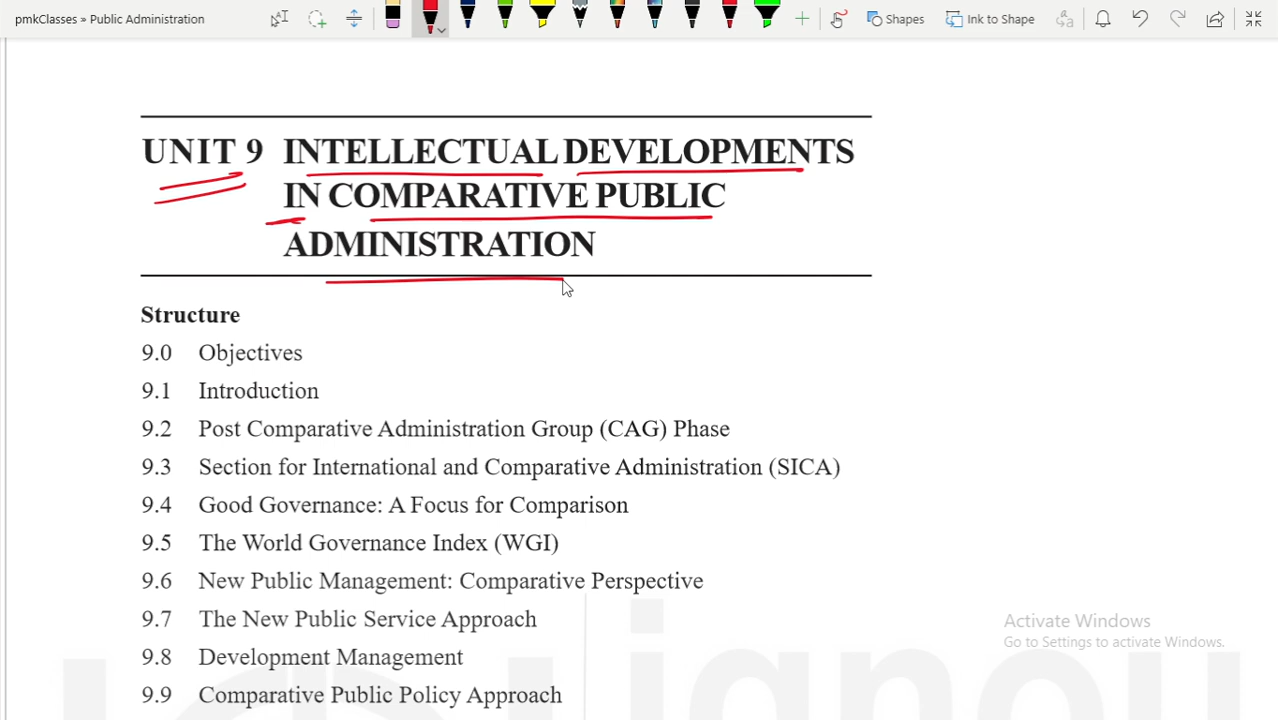 pmkClasses » Public Administration
Shapes
Ink to Shape
UNIT 9 INTELLECTUAL DEVELOPMENTS
IN COMPARATIVE PUBLIC
ADMINISTRATION
Structure
9.0 Objectives
9.1 Introduction
9.2 Post Comparative Administration Group (CAG) Phase
9.3 Section for International and Comparative Administration (SICA)
9.4 Good Governance: A Focus for Comparison
9.5 The World Governance Index (WGI)
9.6 New Public Management: Comparative Perspective
9.7 The New Public Service Approach
9.8 Development Management
9.9 Comparative Public Policy Approach
Activate Windows
Go to Settings to activate Windows.
ignou